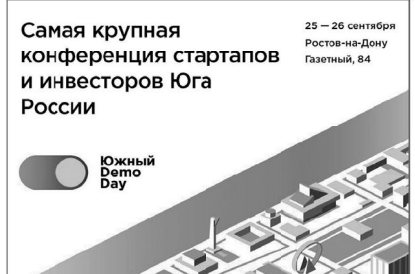 Самая крупная
конференция стартапов
и инвесторов Юга
России
25 — 26 сентября
Ростов-на-Дону
Газетный, 84
Южный
Demo
Day